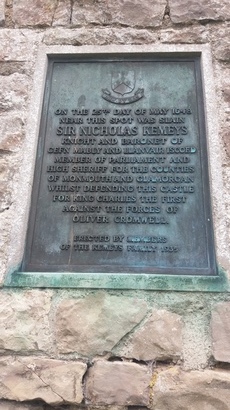 ON THE 25TH DAY OF MAY 1648
NEAR THIS SPOT WAS SLAIN
SIR NICHOLAS KEMEYS
KNIGHT AND BARONET OF
CEFN MABLY AND LLANVAIR
MEMBER OF PARLIAMENT AND
HIGH SHERIFF FOR THE COUNTIES
OF MONMOUTH AND GLAMORGAN
WHILST DEFENDING THE CASTLE
FOR KING CHARLES THE FIRST
AGAINST THE FORCES OF
OLIVER CROMWELL
ERECTED BY MEMBERS
OF THE KEMEYS FAMILY